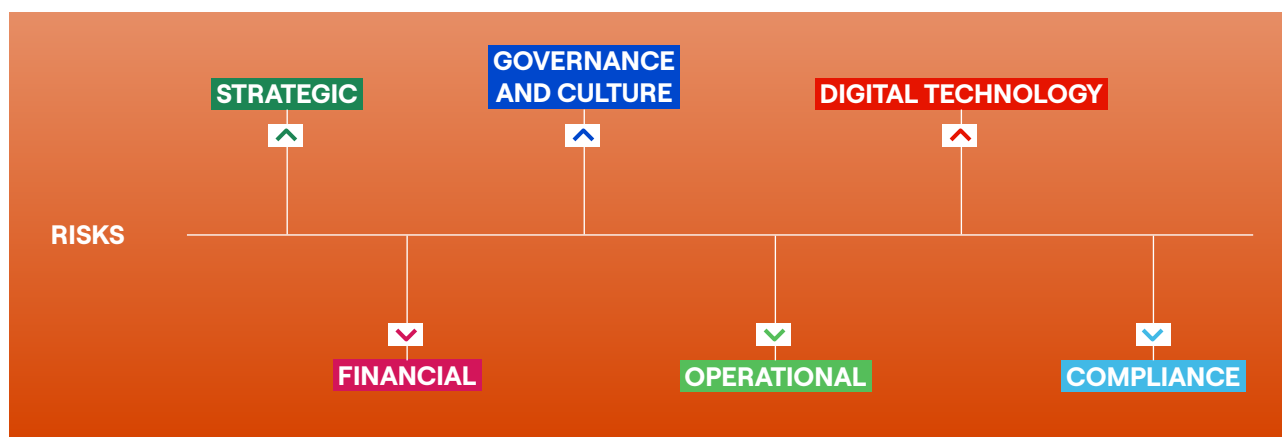 GOVERNANCE
AND CULTURE
STRATEGIC
DIGITAL TECHNOLOGY
RISKS
FINANCIAL
OPERATIONAL
COMPLIANCE